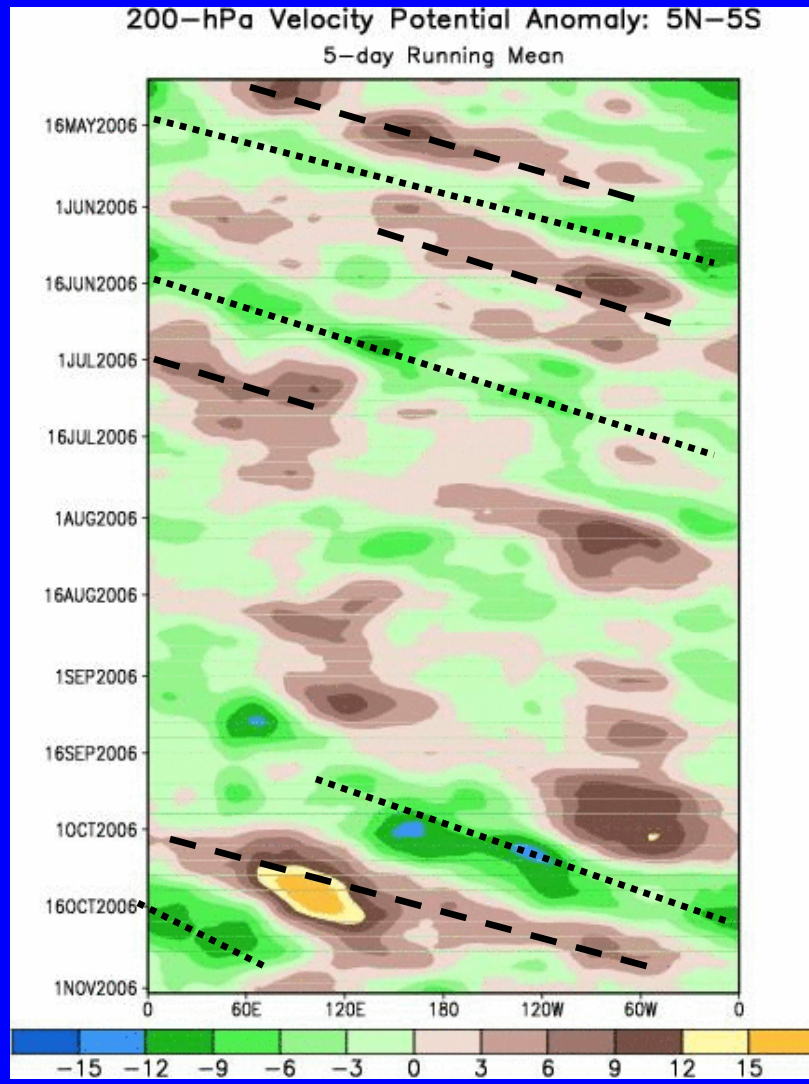 200-hPa Velocity Potential Anomaly: 5N-5S
5-day Running Mean
16MAY2006
1JUN2006
16JUN2006
1JUL2006
16JUL2006
1AUG2006
16AUG2006
1SEP2006
16SEP2006
1OCT2006
16OCT2006
1NOV2006
0 60E 120E 180 120W 60W 0
-15 -12 -9 -6 -3 0 3 6 9 12 15